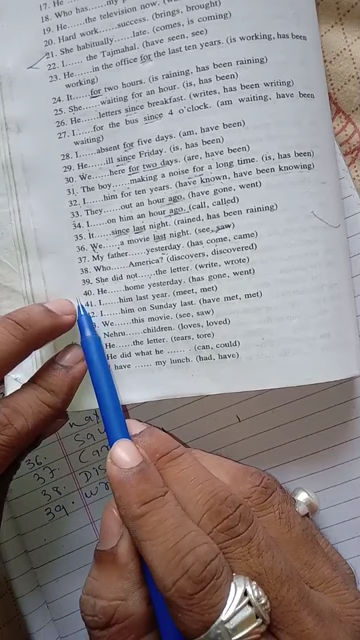 17. He
18. Who has......my
19. He......the television now.
20. Hard work......success. (brings, brought)
21. She habitually......late. (comes, is coming)
22. I...... the Tajmahal. (have seen, see)
23. He......in the office for the last ten years. (is working, has been
working)
24. It......for two hours. (is raining, has been raining)
25. She......waiting for an hour. (is, has been)
26. He......letters since breakfast. (writes, has been writing)
27. I......for the bus since 4 o'clock. (am waiting, have been
waiting)
28. I......absent for five days. (am, have been)
29. He......ill since Friday. (is, has been)
30. We......here for two days. (are, have been)
31. The boy......making a noise for a long time. (is, has been)
32. I......him for ten years. (have known, have been knowing)
33. They......out an hour ago. (have gone, went)
34. I......on him an hour ago. (call, called)
35. It......since last night. (rained, has been raining)
36. We......a movie last night. (see, saw)
37. My father......yesterday. (has come, came)
38. Who......America? (discovers, discovered)
39. She did not......the letter. (write, wrote)
40. He......home yesterday. (has gone, went)
41. I......him last year. (meet, met)
42. I......him on Sunday last. (have met, met)
We......this movie. (see, saw)
Nehru......children. (loves, loved)
He......the letter. (tears, tore)
He did what he ....... (can, could)
have ...... my lunch. (had, have)
36.
37.
38. Dis
39. wr